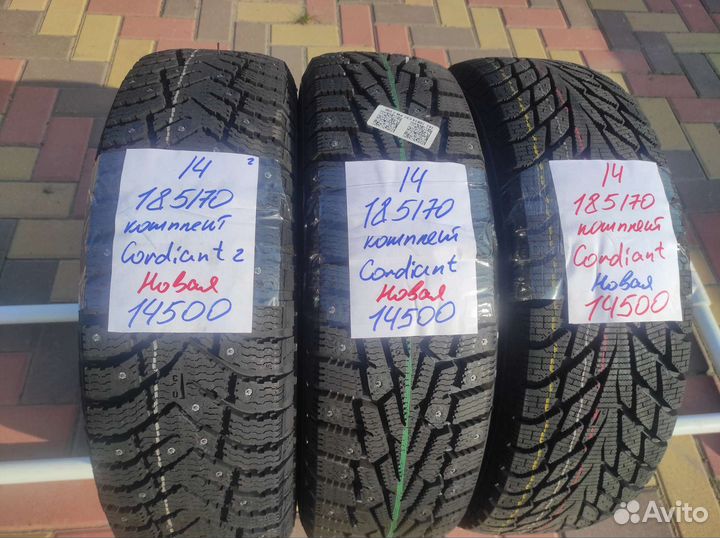 14 2
185/70
комплект
Cordiant 2
Новая
14500
14
185/70
комплект
Cordiant
Новая
14500
14
185/70
комплект
Cordiant
Новая
14500
Avito